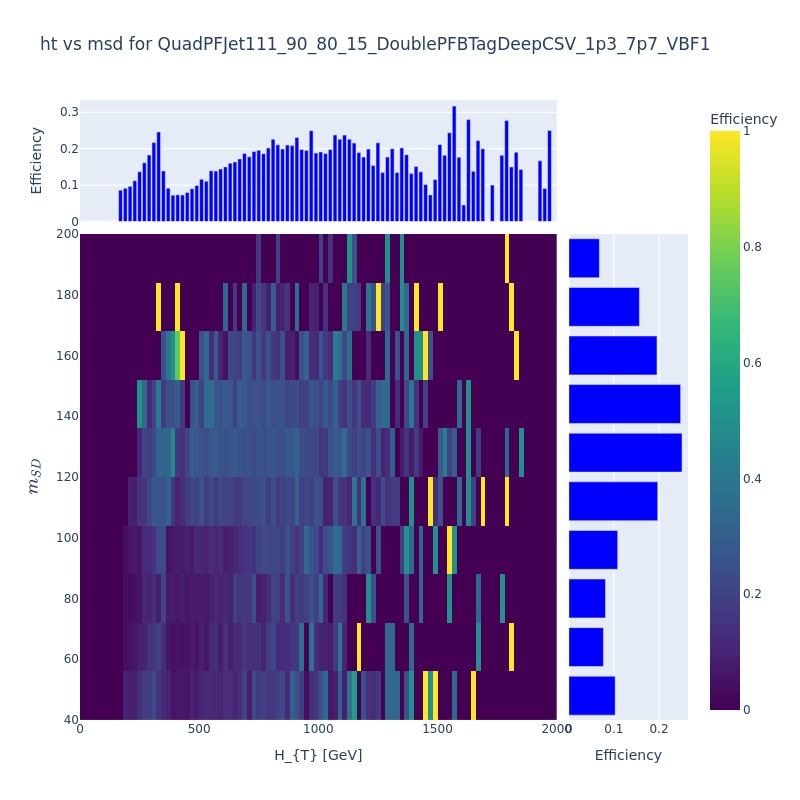 ht vs msd for QuadPFJet111_90_80_15_DoublePFBTagDeepCSV_1p3_7p7_VBF1
Efficiency
0.3
0.2
0.1
0
Efficiency
1
0.8
0.6
0.4
0.2
0
200
180
160
140
120
100
80
60
40
m_{SD}
0 500 1000 1500 2000
H_{T} [GeV]
0 0.1 0.2
Efficiency